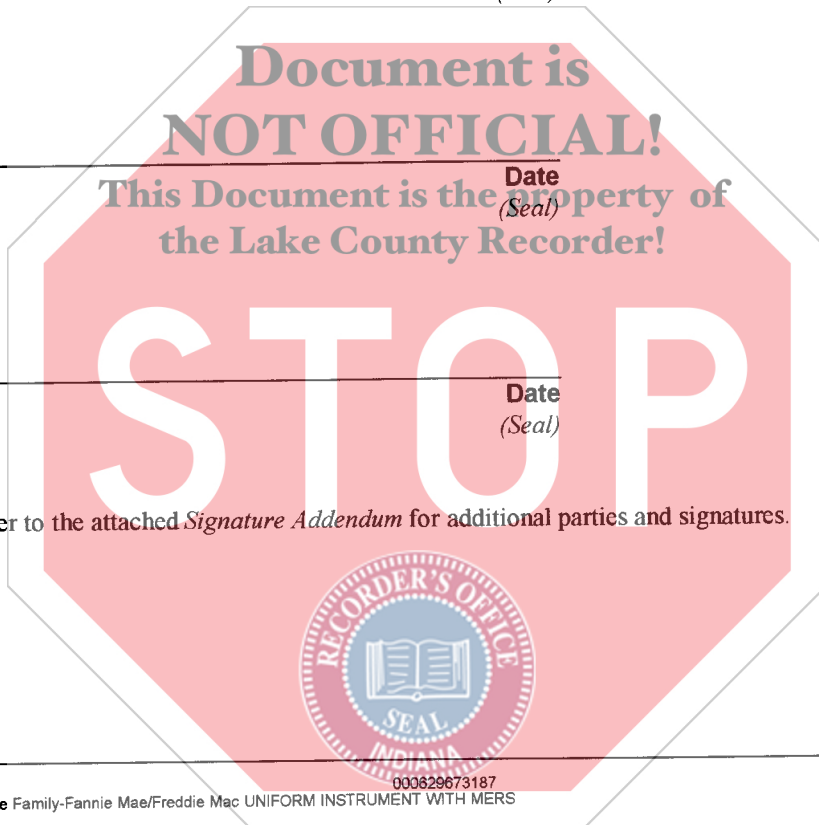 Document is
NOT OFFICIAL!
Date
This Document is the property of
(Seal)
the Lake County Recorder!
STOP
Date
(Seal)
er to the attached Signature Addendum for additional parties and signatures.
RECORDER'S OFFICE
SEAL
INDIANA
000629673187
e Family-Fannie Mae/Freddie Mac UNIFORM INSTRUMENT WITH MERS